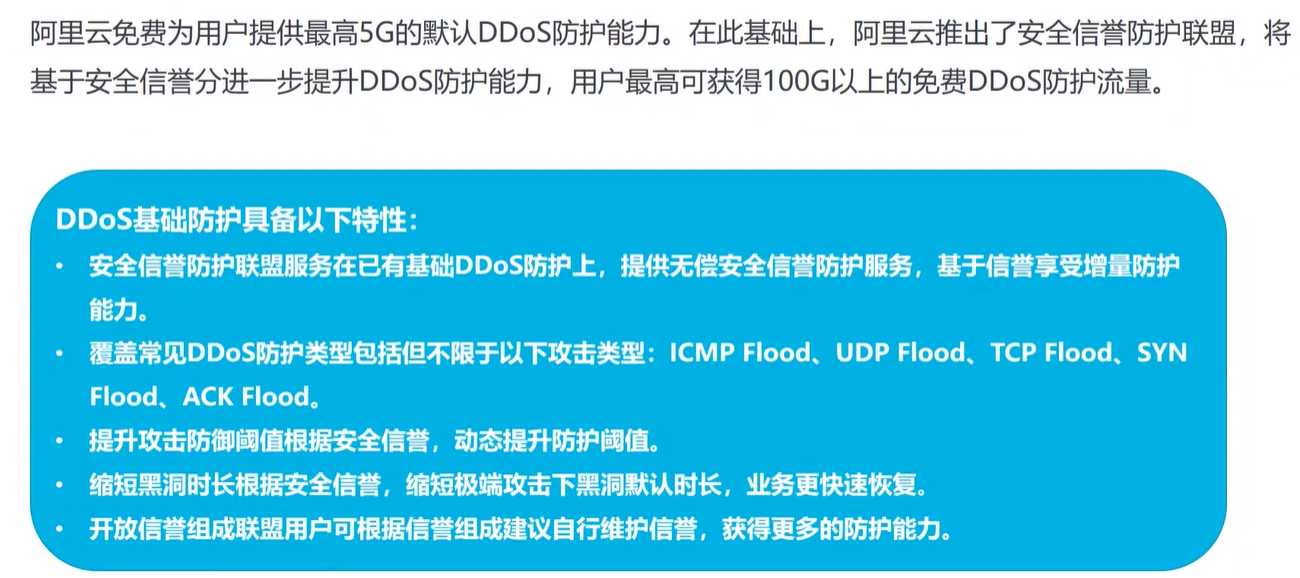 阿里云免费为用户提供最高5G的默认DDoS防护能力。在此基础上，阿里云推出了安全信誉防护联盟，将
基于安全信誉分进一步提升DDoS防护能力，用户最高可获得100G以上的免费DDoS防护流量。
DDoS基础防护具备以下特性：
• 安全信誉防护联盟服务在已有基础DDoS防护上，提供无偿安全信誉防护服务，基于信誉享受增量防护
能力。
• 覆盖常见DDoS防护类型包括但不限于以下攻击类型：ICMP Flood、UDP Flood、TCP Flood、SYN
Flood、ACK Flood。
• 提升攻击防御阈值根据安全信誉，动态提升防护阈值。
• 缩短黑洞时长根据安全信誉，缩短极端攻击下黑洞默认时长，业务更快速恢复。
• 开放信誉组成联盟用户可根据信誉组成建议自行维护信誉，获得更多的防护能力。